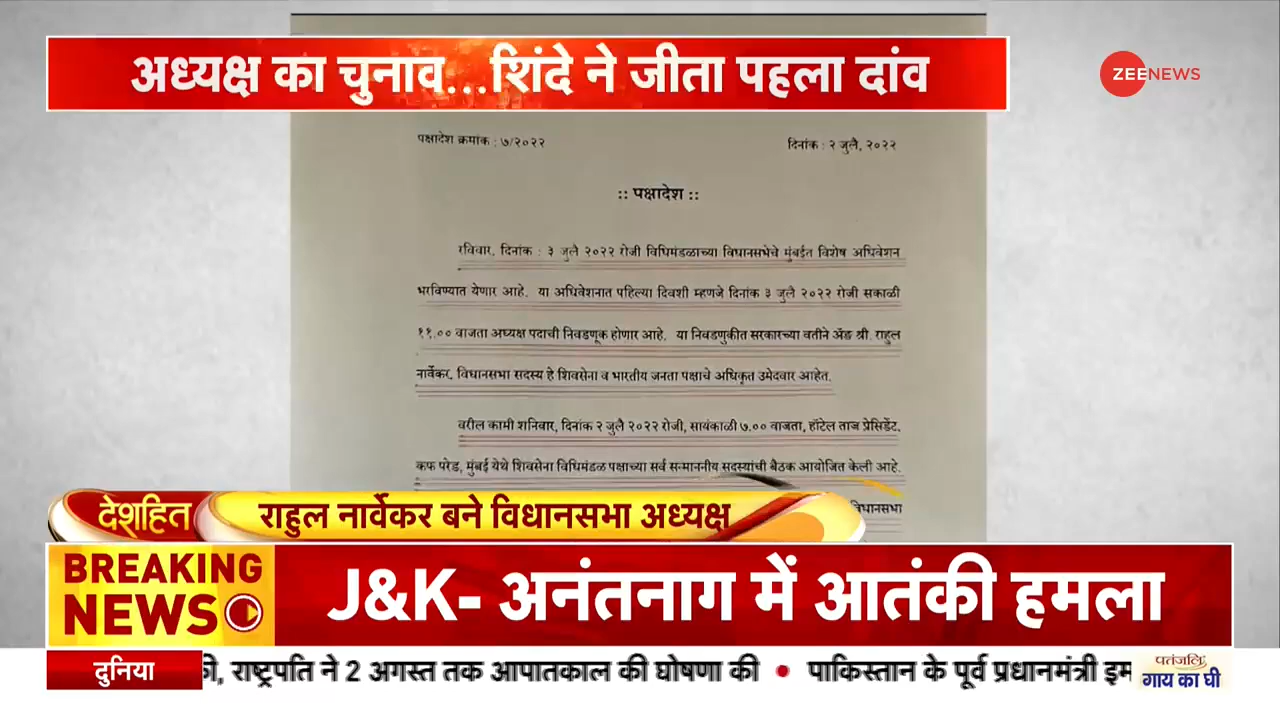 अध्यक्ष का चुनाव...शिंदे ने जीता पहला दांव
ZEE NEWS
पक्षादेश क्रमांक : ७/२०२२
दिनांक : २ जुलै, २०२२
:: पक्षादेश ::
रविवार, दिनांक : ३ जुलै २०२२ रोजी विधिमंडळाच्या विधानसभेचे मुंबईत विशेष अधिवेशन
भरविण्यात येणार आहे. या अधिवेशनात पहिल्या दिवशी म्हणजे दिनांक ३ जुलै २०२२ रोजी सकाळी
११.०० वाजता अध्यक्ष पदाची निवडणूक होणार आहे. या निवडणुकीत सरकारच्या वतीने ॲड श्री. राहुल
नार्वेकर, विधानसभा सदस्य हे शिवसेना व भारतीय जनता पक्षाचे अधिकृत उमेदवार आहेत.
वरील कामी शनिवार, दिनांक २ जुलै २०२२ रोजी, सायंकाळी ७.०० वाजता, हॉटेल ताज प्रेसिडेंट,
कफ परेड, मुंबई येथे शिवसेना विधिमंडळ पक्षाच्या सर्व सन्माननीय सदस्यांची बैठक आयोजित केली आहे.
विधानसभा
देशहित
राहुल नार्वेकर बने विधानसभा अध्यक्ष
BREAKING
NEWS
J&K- अनंतनाग में आतंकी हमला
दुनिया
राष्ट्रपति ने 2 अगस्त तक आपातकाल की घोषणा की • पाकिस्तान के पूर्व प्रधानमंत्री
पतंजलि
गाय का घी